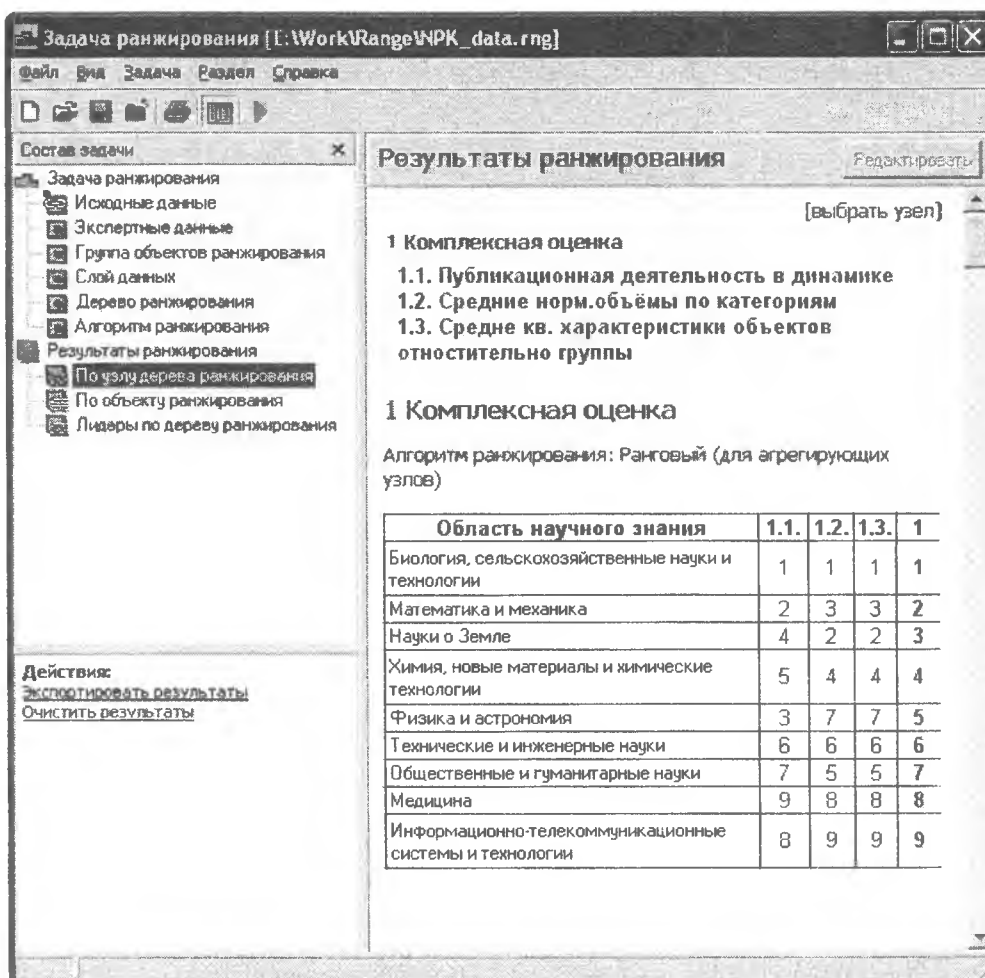 Задача ранжирования [E:\Work\Range\NPK_data.rng]
Файл Вид Задача Раздел Справка
Состав задачи
Задача ранжирования
Исходные данные
Экспертные данные
Группа объектов ранжирования
Слой данных
Дерево ранжирования
Алгоритм ранжирования
Результаты ранжирования
По узлу дерева ранжирования
По объекту ранжирования
Лидеры по дереву ранжирования
Действия:
Экспортировать результаты
Очистить результаты
Результаты ранжирования
Редактировать
[выбрать узел]
1 Комплексная оценка
1.1. Публикационная деятельность в динамике
1.2. Средние норм.объёмы по категориям
1.3. Средне кв. характеристики объектов
отностительно группы
1 Комплексная оценка
Алгоритм ранжирования: Ранговый (для агрегирующих
узлов)
Область научного знания 1.1. 1.2. 1.3. 1
Биология, сельскохозяйственные науки и
технологии 1 1 1 1
Математика и механика 2 3 3 2
Науки о Земле 4 2 2 3
Химия, новые материалы и химические
технологии 5 4 4 4
Физика и астрономия 3 7 7 5
Технические и инженерные науки 6 6 6 6
Общественные и гуманитарные науки 7 5 5 7
Медицина 9 8 8 8
Информационно-телекоммуникационные
системы и технологии 8 9 9 9